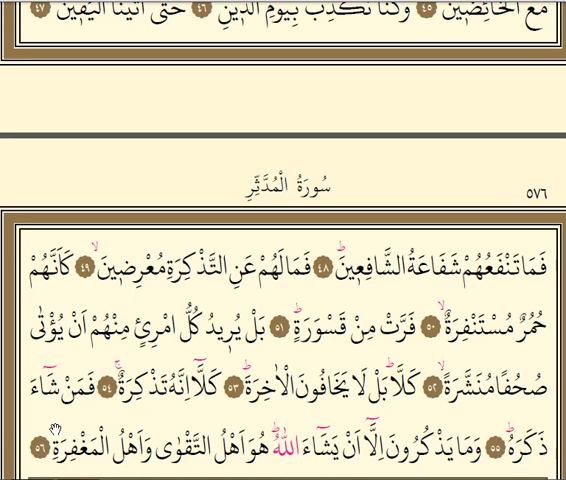 مَعَ الْخَائِضٖينَ ﴿٤٥﴾ وَكُنَّا نُكَذِّبُ بِيَوْمِ الدّٖينِ ﴿٤٦﴾ حَتّٰى اَتٰينَا الْيَقٖينُ ﴿٤٧﴾
سُورَةُ الْمُدَّثِّرِ ٥٧٦
فَمَا تَنْفَعُهُمْ شَفَاعَةُ الشَّافِعٖينَؕ ﴿٤٨﴾ فَمَا لَهُمْ عَنِ التَّذْكِرَةِ مُعْرِضٖينَۙ ﴿٤٩﴾ كَاَنَّهُمْ
حُمُرٌ مُسْتَنْفِرَةٌۙ ﴿٥٠﴾ فَرَّتْ مِنْ قَسْوَرَةٍؕ ﴿٥١﴾ بَلْ يُرٖيدُ كُلُّ امْرِئٍ مِنْهُمْ اَنْ يُؤْتٰى
صُحُفًا مُنَشَّرَةًۙ ﴿٥٢﴾ كَلَّاؕ بَلْ لَا يَخَافُونَ الْاٰخِرَةَؕ ﴿٥٣﴾ كَلَّٓا اِنَّهُ تَذْكِرَةٌۚ ﴿٥٤﴾ فَمَنْ شَٓاءَ
ذَكَرَهُؕ ﴿٥٥﴾ وَمَا يَذْكُرُونَ اِلَّٓا اَنْ يَشَٓاءَ اللّٰهُؕ هُوَ اَهْلُ التَّقْوٰى وَاَهْلُ الْمَغْفِرَةِ ﴿٥٦﴾